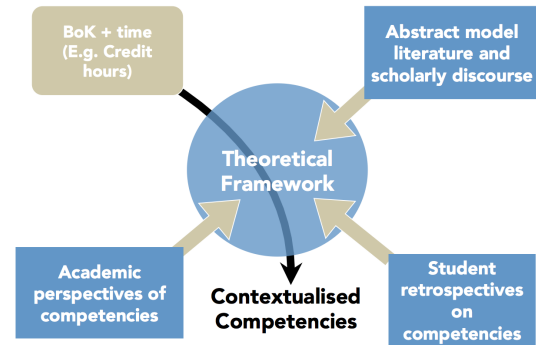 BoK + time
(E.g. Credit
hours)
Abstract model
literature and
scholarly discourse
Theoretical
Framework
Academic
perspectives of
competencies
Contextualised
Competencies
Student
retrospectives
on
competencies